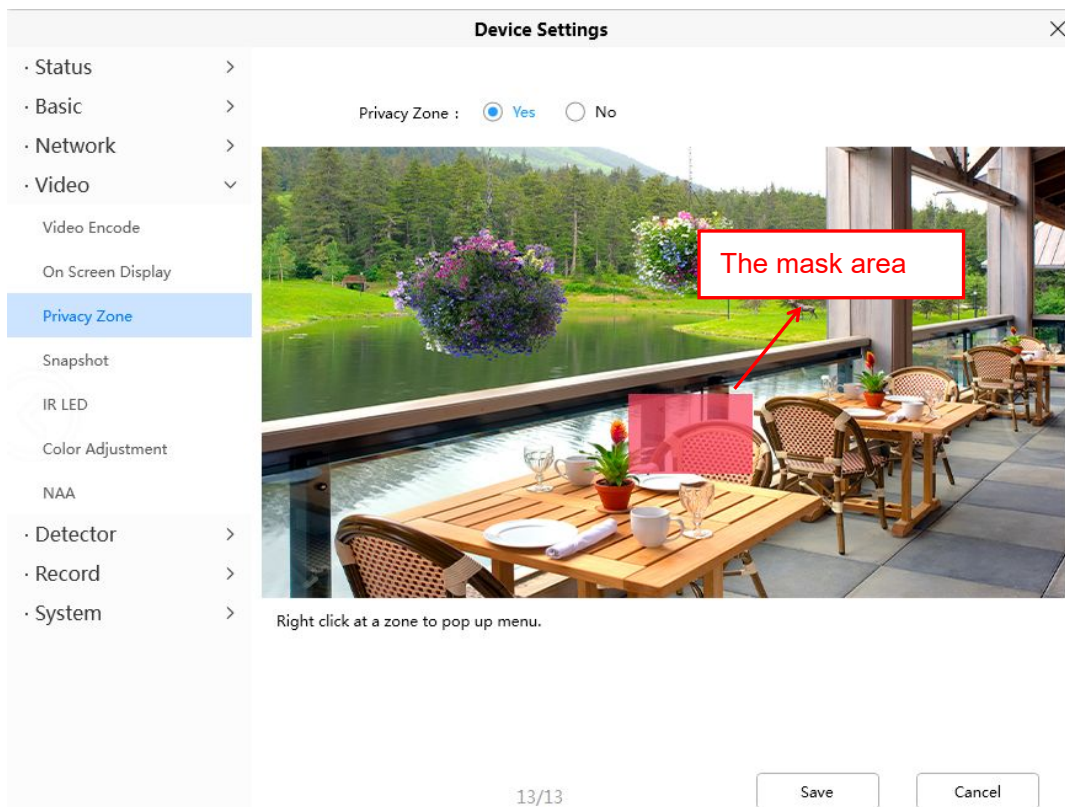 Device Settings
· Status
· Basic
· Network
· Video
Video Encode
On Screen Display
Privacy Zone
Snapshot
IR LED
Color Adjustment
NAA
· Detector
· Record
· System
Privacy Zone : Yes No
The mask area
Right click at a zone to pop up menu.
13/13
Save Cancel